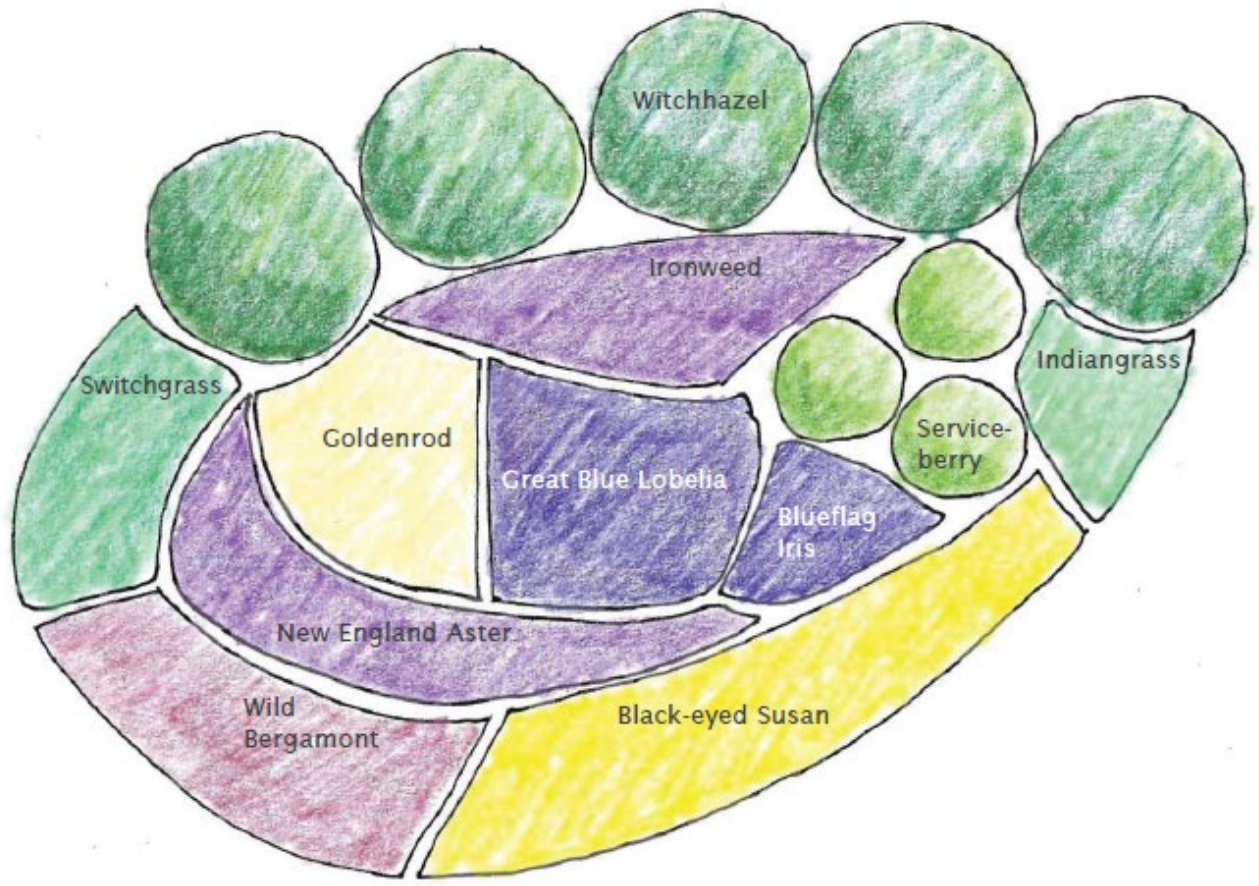 Witchhazel
Ironweed
Indiangrass
Switchgrass
Goldenrod
Service-
berry
Great Blue Lobelia
Blueflag
Iris
New England Aster
Wild
Bergamont
Black-eyed Susan